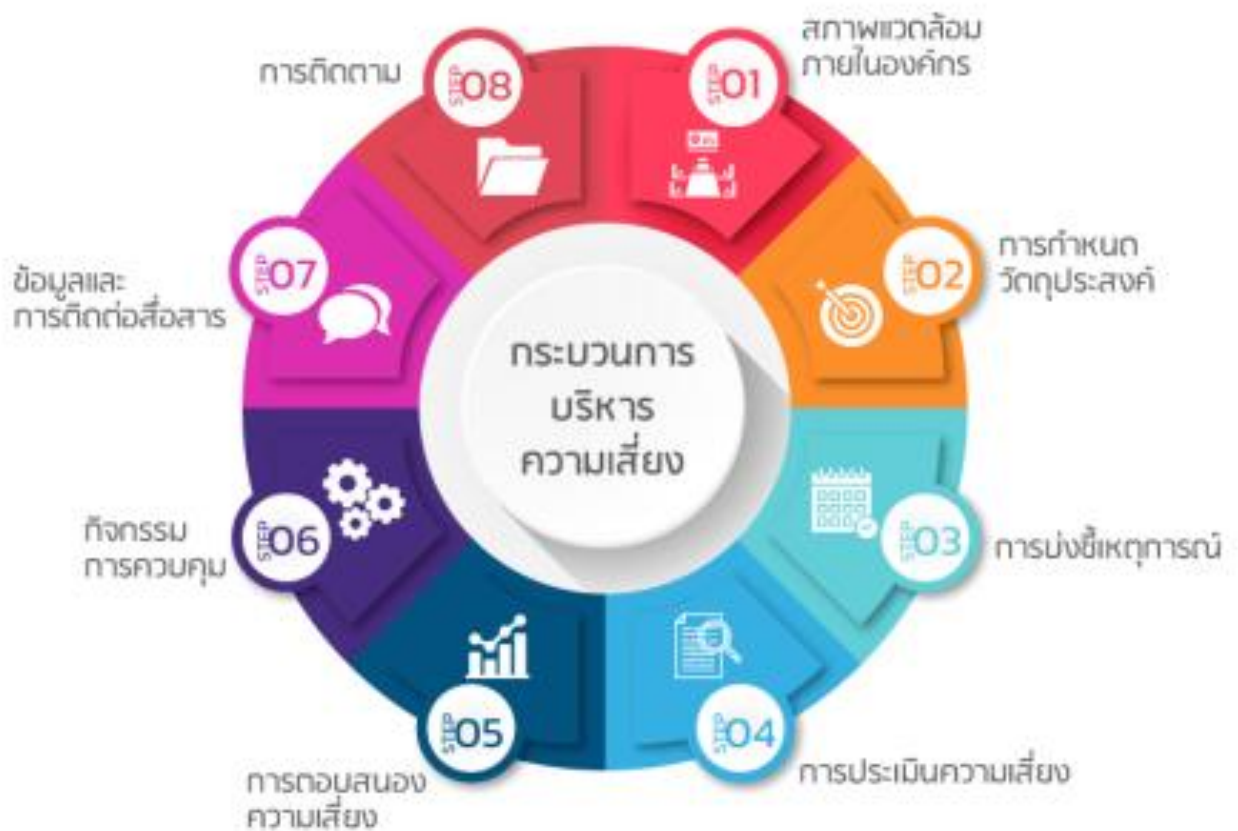 กระบวนการ
บริหาร
ความเสี่ยง
STEP 01
สภาพแวดล้อม
ภายในองค์กร
STEP 02
การกำหนด
วัตถุประสงค์
STEP 03
การบ่งชี้เหตุการณ์
STEP 04
การประเมินความเสี่ยง
STEP 05
การตอบสนอง
ความเสี่ยง
STEP 06
กิจกรรม
การควบคุม
STEP 07
ข้อมูลและ
การติดต่อสื่อสาร
STEP 08
การติดตาม